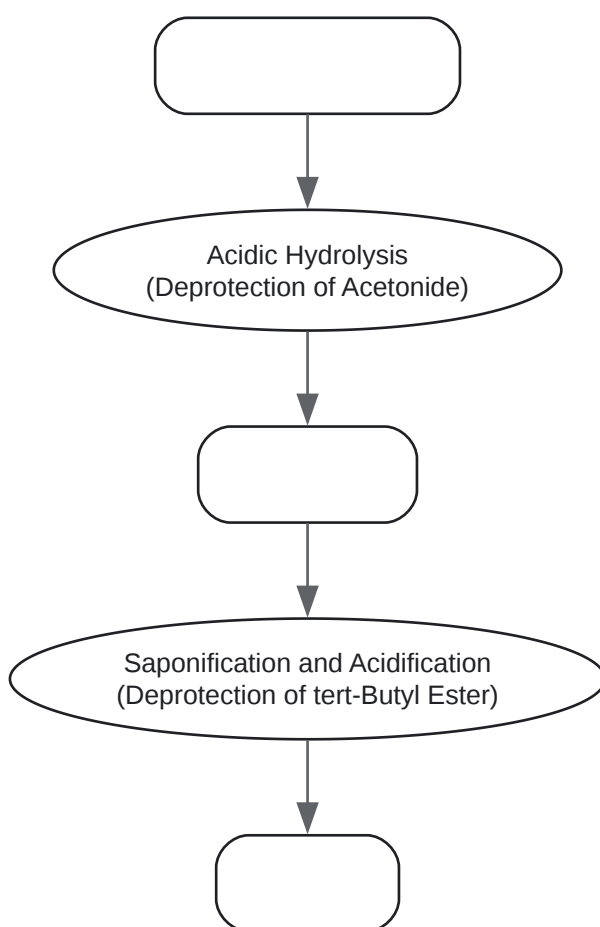 Acidic Hydrolysis
(Deprotection of Acetonide)
Saponification and Acidification
(Deprotection of tert-Butyl Ester)